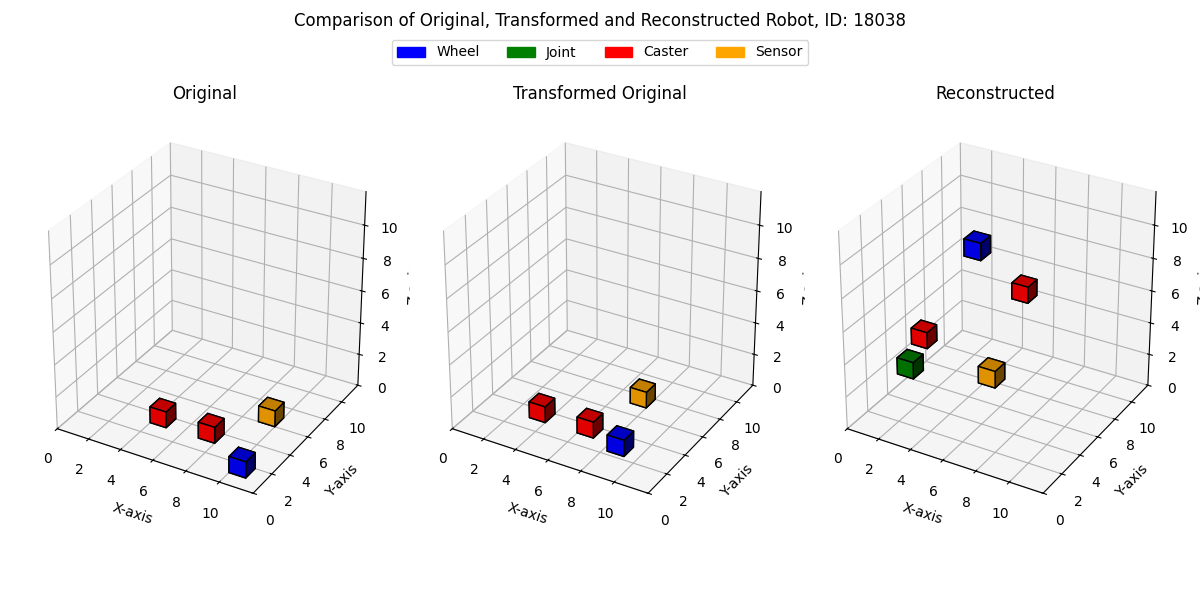 Comparison of Original, Transformed and Reconstructed Robot, ID: 18038
Wheel Joint Caster Sensor
Original Transformed Original Reconstructed
10 10 10
8 8 8
6 6 6
4 4 4
2 2 2
0 0 0
0 2 4 6 8 10 0 2 4 6 8 10 0 2 4 6 8 10
0 2 4 6 8 10 0 2 4 6 8 10 0 2 4 6 8 10
X-axis Y-axis X-axis Y-axis X-axis Y-axis